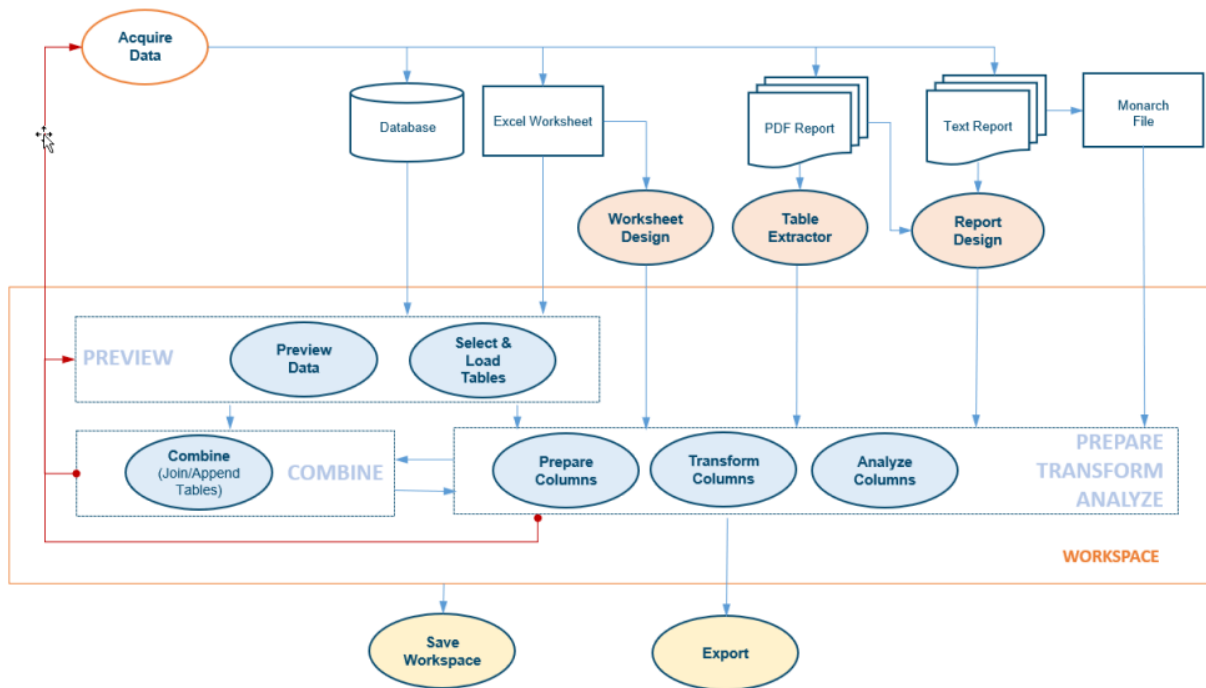 Acquire
Data
Database
Excel Worksheet
PDF Report
Text Report
Monarch
File
Worksheet
Design
Table
Extractor
Report
Design
PREVIEW
Preview
Data
Select &
Load
Tables
Combine
(Join/Append
Tables)
COMBINE
Prepare
Columns
Transform
Columns
Analyze
Columns
PREPARE
TRANSFORM
ANALYZE
WORKSPACE
Save
Workspace
Export